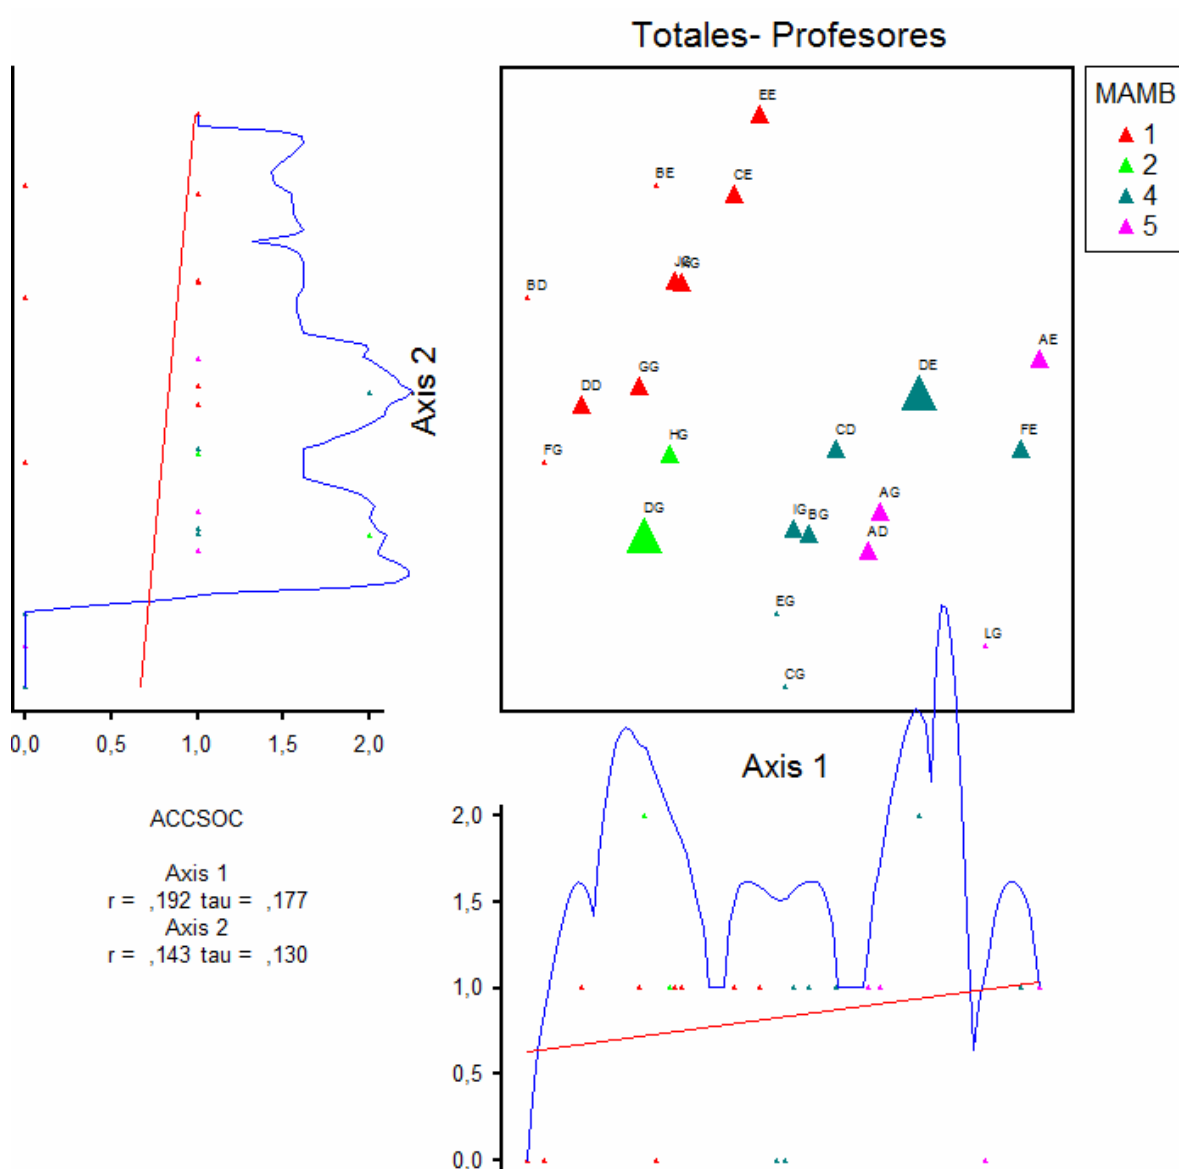 Totales- Profesores
MAMB
1
2
4
5
EE
BE
CE
BD
AE
DE
GG
DD
HG
CD
FE
FG
DG
IG
BG
AG
AD
EG
LG
CG
Axis 2
0,0 0,5 1,0 1,5 2,0
Axis 1
ACCSOC
Axis 1
r = ,192 tau = ,177
Axis 2
r = ,143 tau = ,130
2,0
1,5
1,0
0,5
0,0